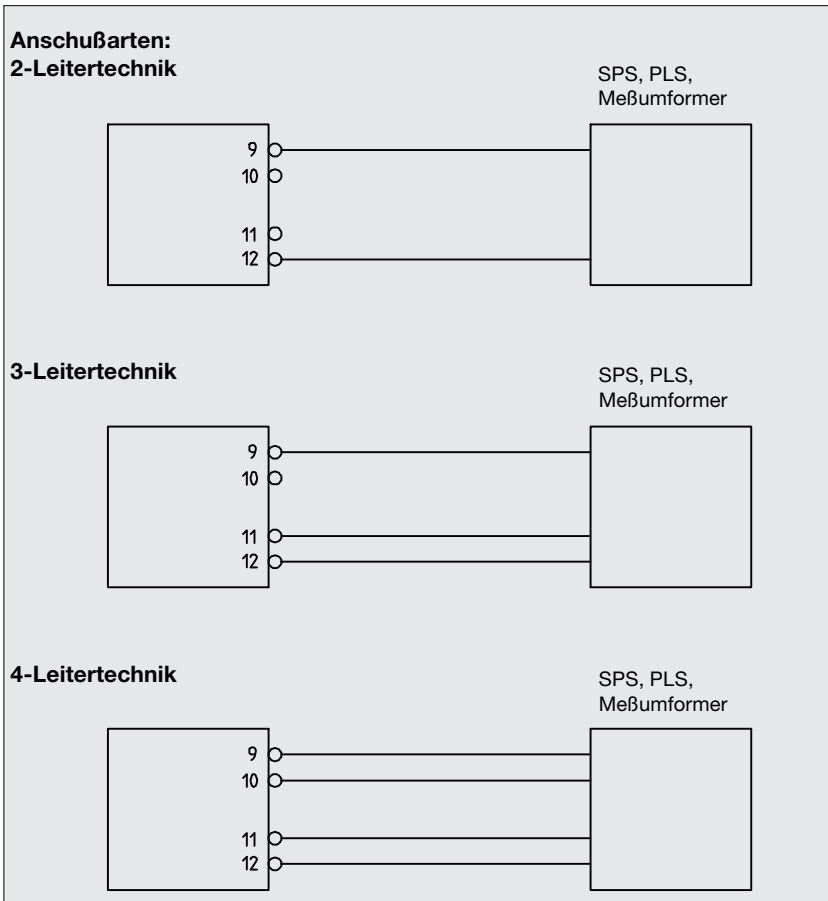 Anschußarten:
2-Leitertechnik
SPS, PLS,
Meßumformer
9
10
11
12
3-Leitertechnik
SPS, PLS,
Meßumformer
9
10
11
12
4-Leitertechnik
SPS, PLS,
Meßumformer
9
10
11
12